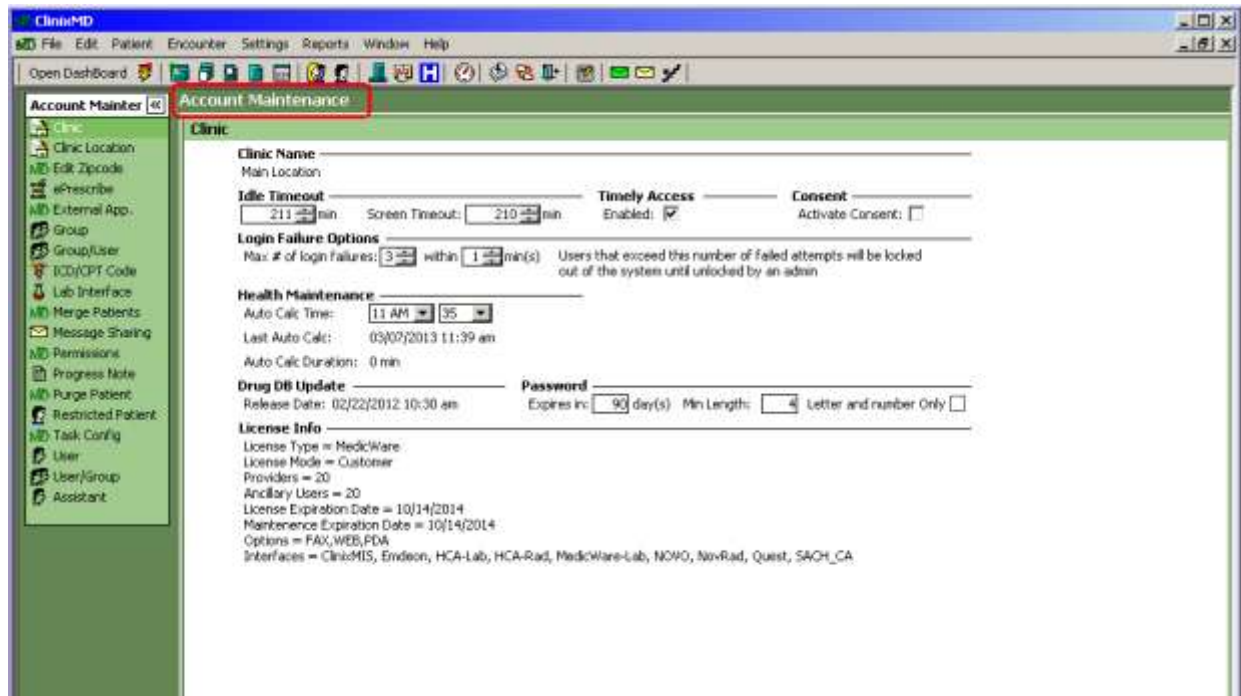 ClinixMD
File Edit Patient Encounter Settings Reports Window Help
Open DashBoard
Account Mainter
Account Maintenance
Clinic
Clinic Location
Edit Zipcode
ePrescribe
External App.
Group
Group/User
ICD/CPT Code
Lab Interface
Merge Patients
Message Sharing
Permissions
Progress Note
Purge Patient
Restricted Patient
Task Config
User
User/Group
Assistant
Clinic
Clinic Name
Main Location
Idle Timeout Timely Access Consent
211 min Screen Timeout: 210 min Enabled: Activate Consent:
Login Failure Options
Max # of login failures: 3 within 1 min(s) Users that exceed this number of failed attempts will be locked
out of the system until unlocked by an admin
Health Maintenance
Auto Calc Time: 11 AM 35
Last Auto Calc: 03/07/2013 11:39 am
Auto Calc Duration: 0 min
Drug DB Update Password
Release Date: 02/22/2012 10:30 am Expires in: 90 day(s) Min Length: 4 Letter and number Only
License Info
License Type = MedicWare
License Mode = Customer
Providers = 20
Ancillary Users = 20
License Expiration Date = 10/14/2014
Maintenence Expiration Date = 10/14/2014
Options = FAX,WEB,PDA
Interfaces = ClinixMIS, Emdeon, HCA-Lab, HCA-Rad, MedicWare-Lab, NOVO, NovRad, Quest, SACH_CA